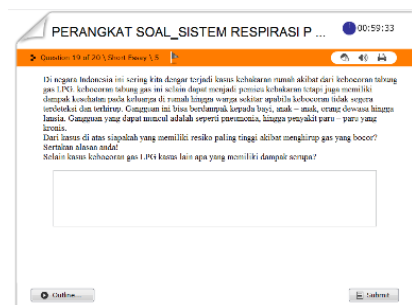 PERANGKAT SOAL_SISTEM RESPIRASI P ...
00:59:33
Question 19 of 20 \ Short Essay \ 5
Di negara Indonesia ini sering kita dengar terjadi kasus kebakaran rumah akibat dari kebocoran tabung
gas LPG. kebocoran tabung gas ini selain dapat menjadi pemicu kebakaran tetapi juga memiliki
dampak kesehatan pada keluarga di rumah hingga warga sekitar apabila kebocoran tidak segera
terdeteksi dan terhirup. Gangguan ini bisa berdampak kepada bayi, anak – anak, orang dewasa hingga
lansia. Gangguan yang dapat muncul adalah seperti pneumonia, hingga penyakit paru – paru yang
kronis.
Dari kasus di atas siapakah yang memiliki resiko paling tinggi akibat menghirup gas yang bocor?
Sertakan alasan anda!
Selain kasus kebocoran gas LPG kasus lain apa yang memiliki dampak serupa?
Outline...
Submit